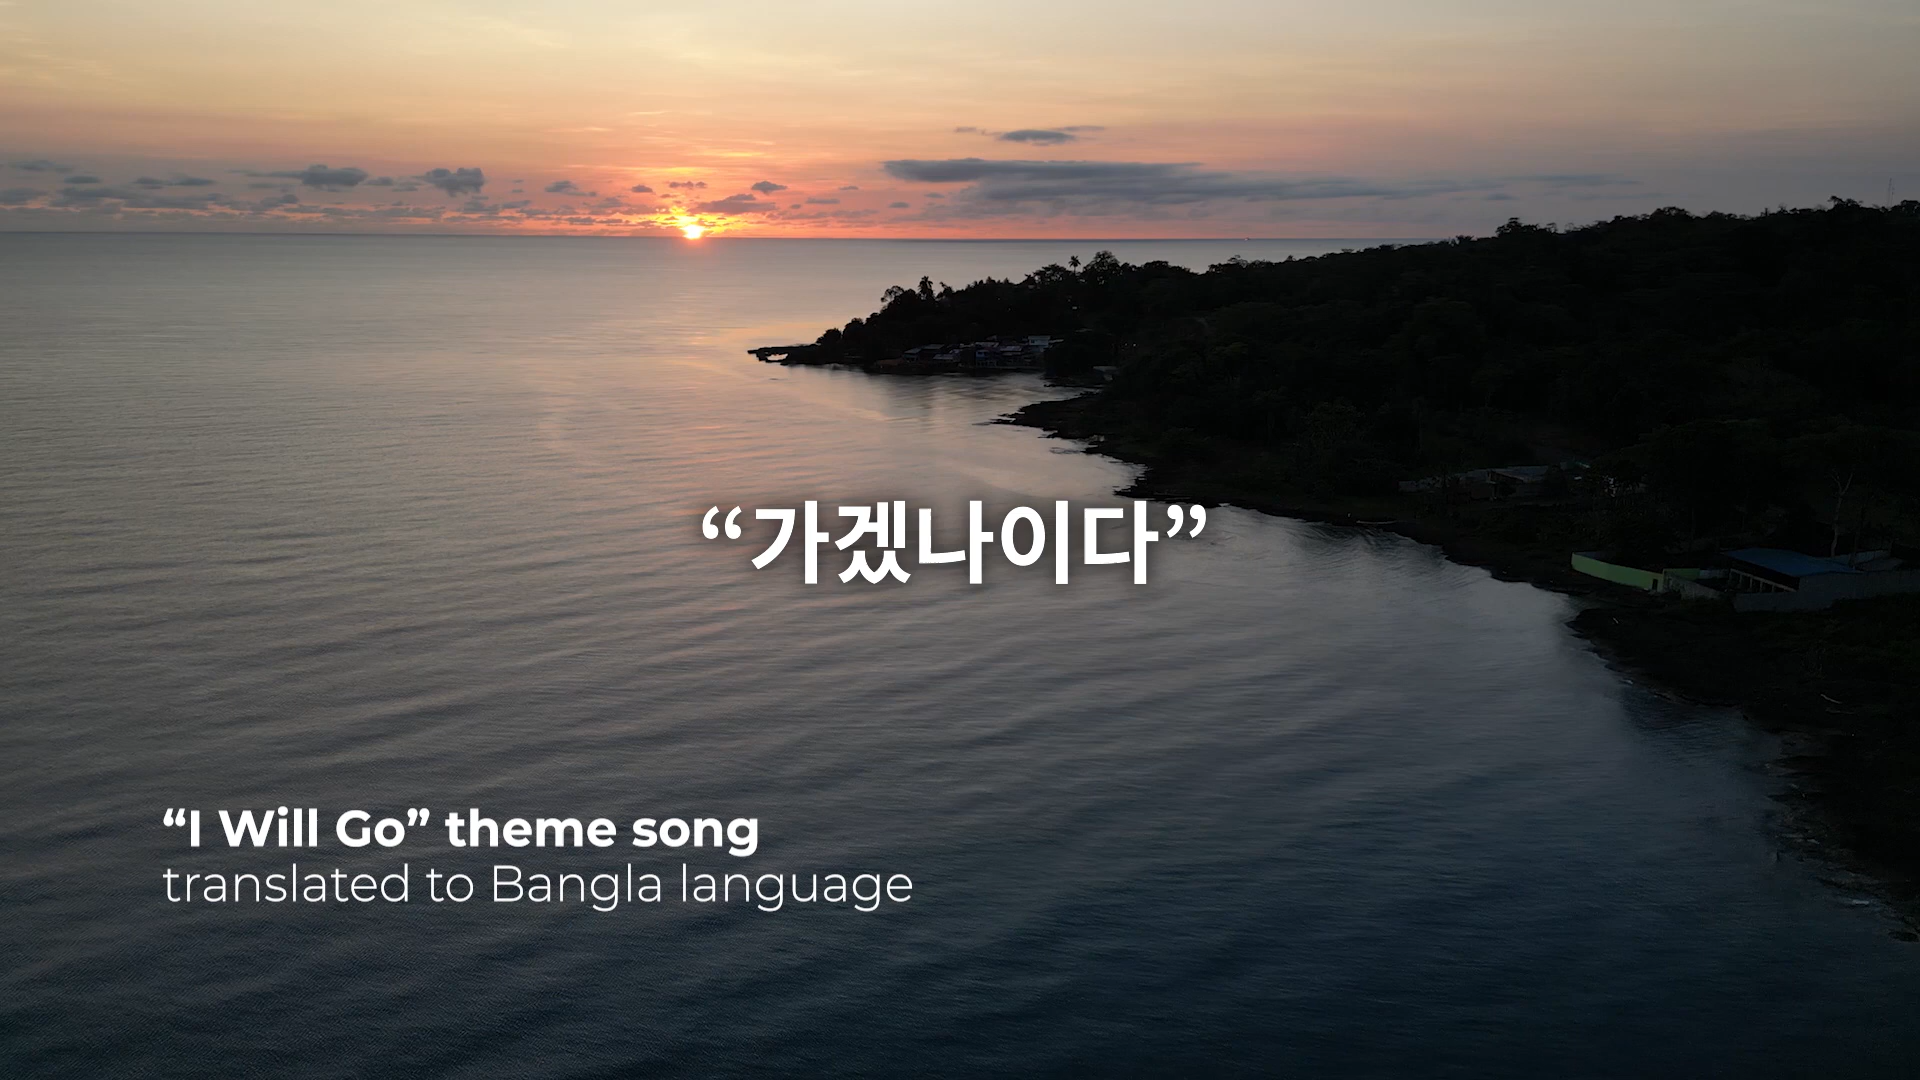 “가겠나이다”
“I Will Go” theme song
translated to Bangla language